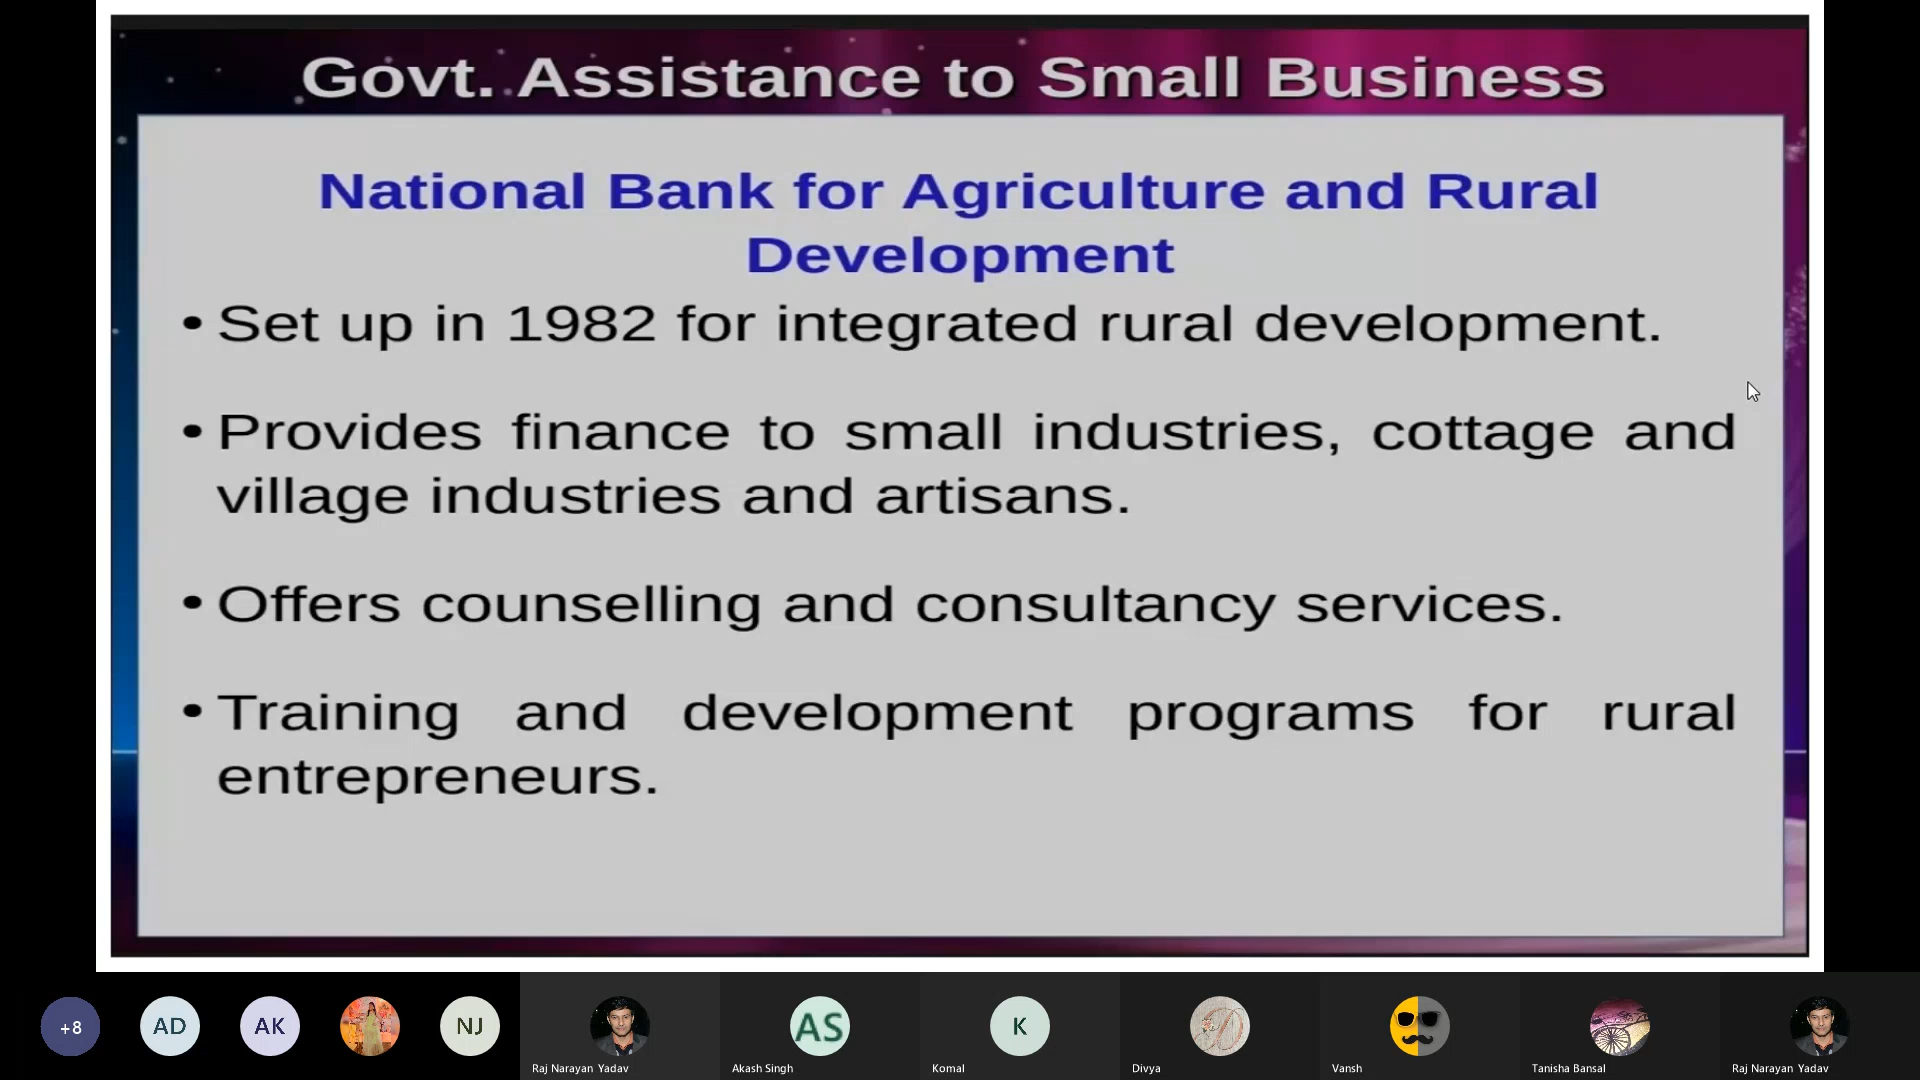 Govt. Assistance to Small Business
National Bank for Agriculture and Rural
Development
• Set up in 1982 for integrated rural development.
• Provides finance to small industries, cottage and
village industries and artisans.
• Offers counselling and consultancy services.
• Training and development programs for rural
entrepreneurs.
+8
AD
AK
NJ
Raj Narayan Yadav
AS
Akash Singh
K
Komal
D
Divya
Vansh
Tanisha Bansal
Raj Narayan Yadav